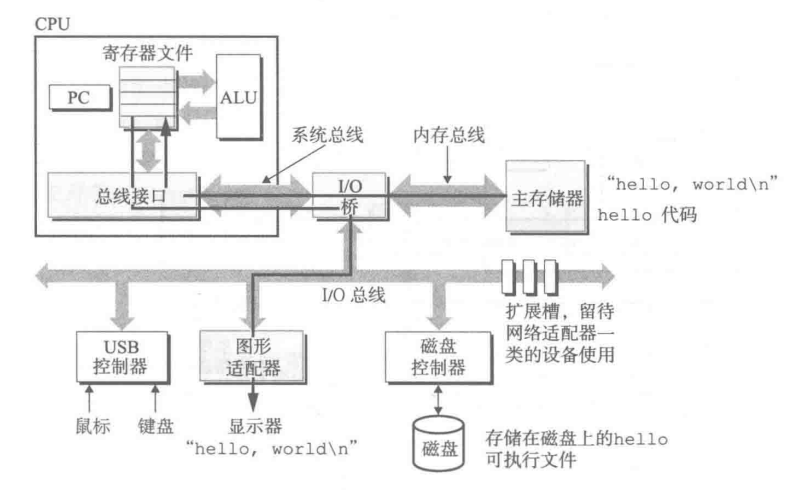 CPU
寄存器文件
PC
ALU
系统总线
内存总线
总线接口
I/O
桥
主存储器
“hello, world\n”
hello 代码
I/O 总线
扩展槽，留待
网络适配器一
类的设备使用
USB
控制器
图形
适配器
磁盘
控制器
鼠标
键盘
显示器
“hello, world\n”
磁盘
存储在磁盘上的hello
可执行文件